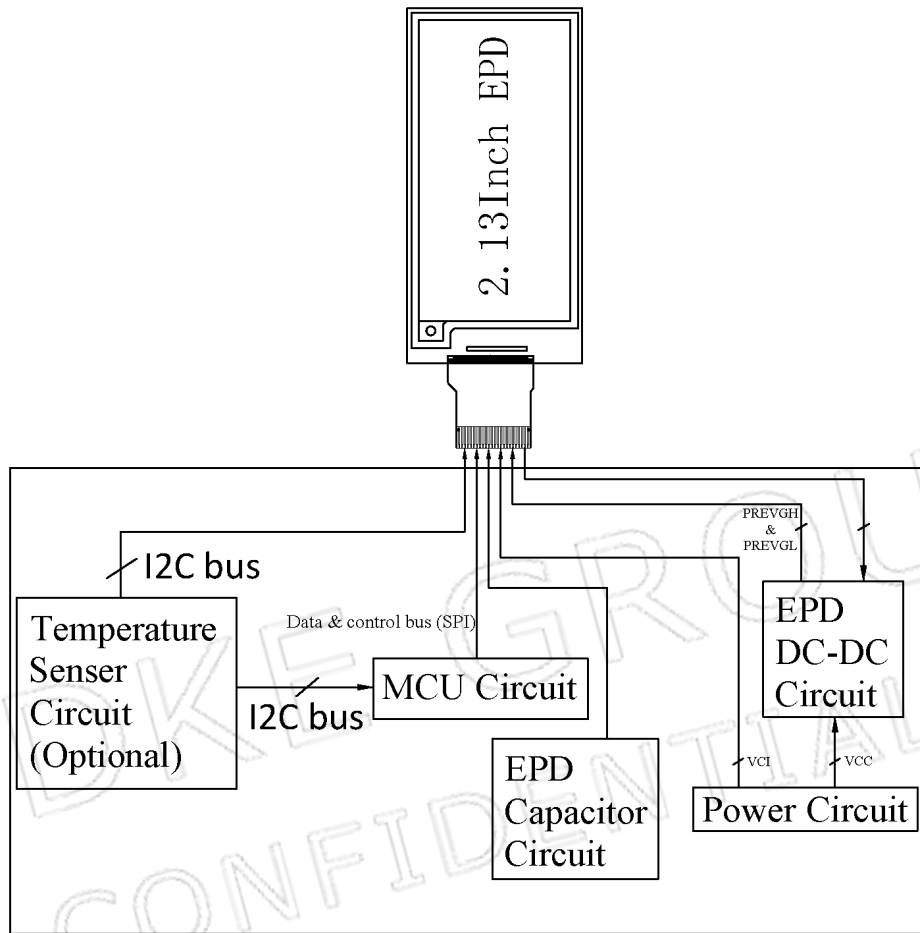 2.13Inch EPD
PREVGH
&
PREVGL
I2C bus
Temperature
Senser
Circuit
(Optional)
Data & control bus (SPI)
MCU Circuit
I2C bus
EPD
Capacitor
Circuit
EPD
DC-DC
Circuit
VCI
VCC
Power Circuit
DKE GROU
CONFIDENTIAL